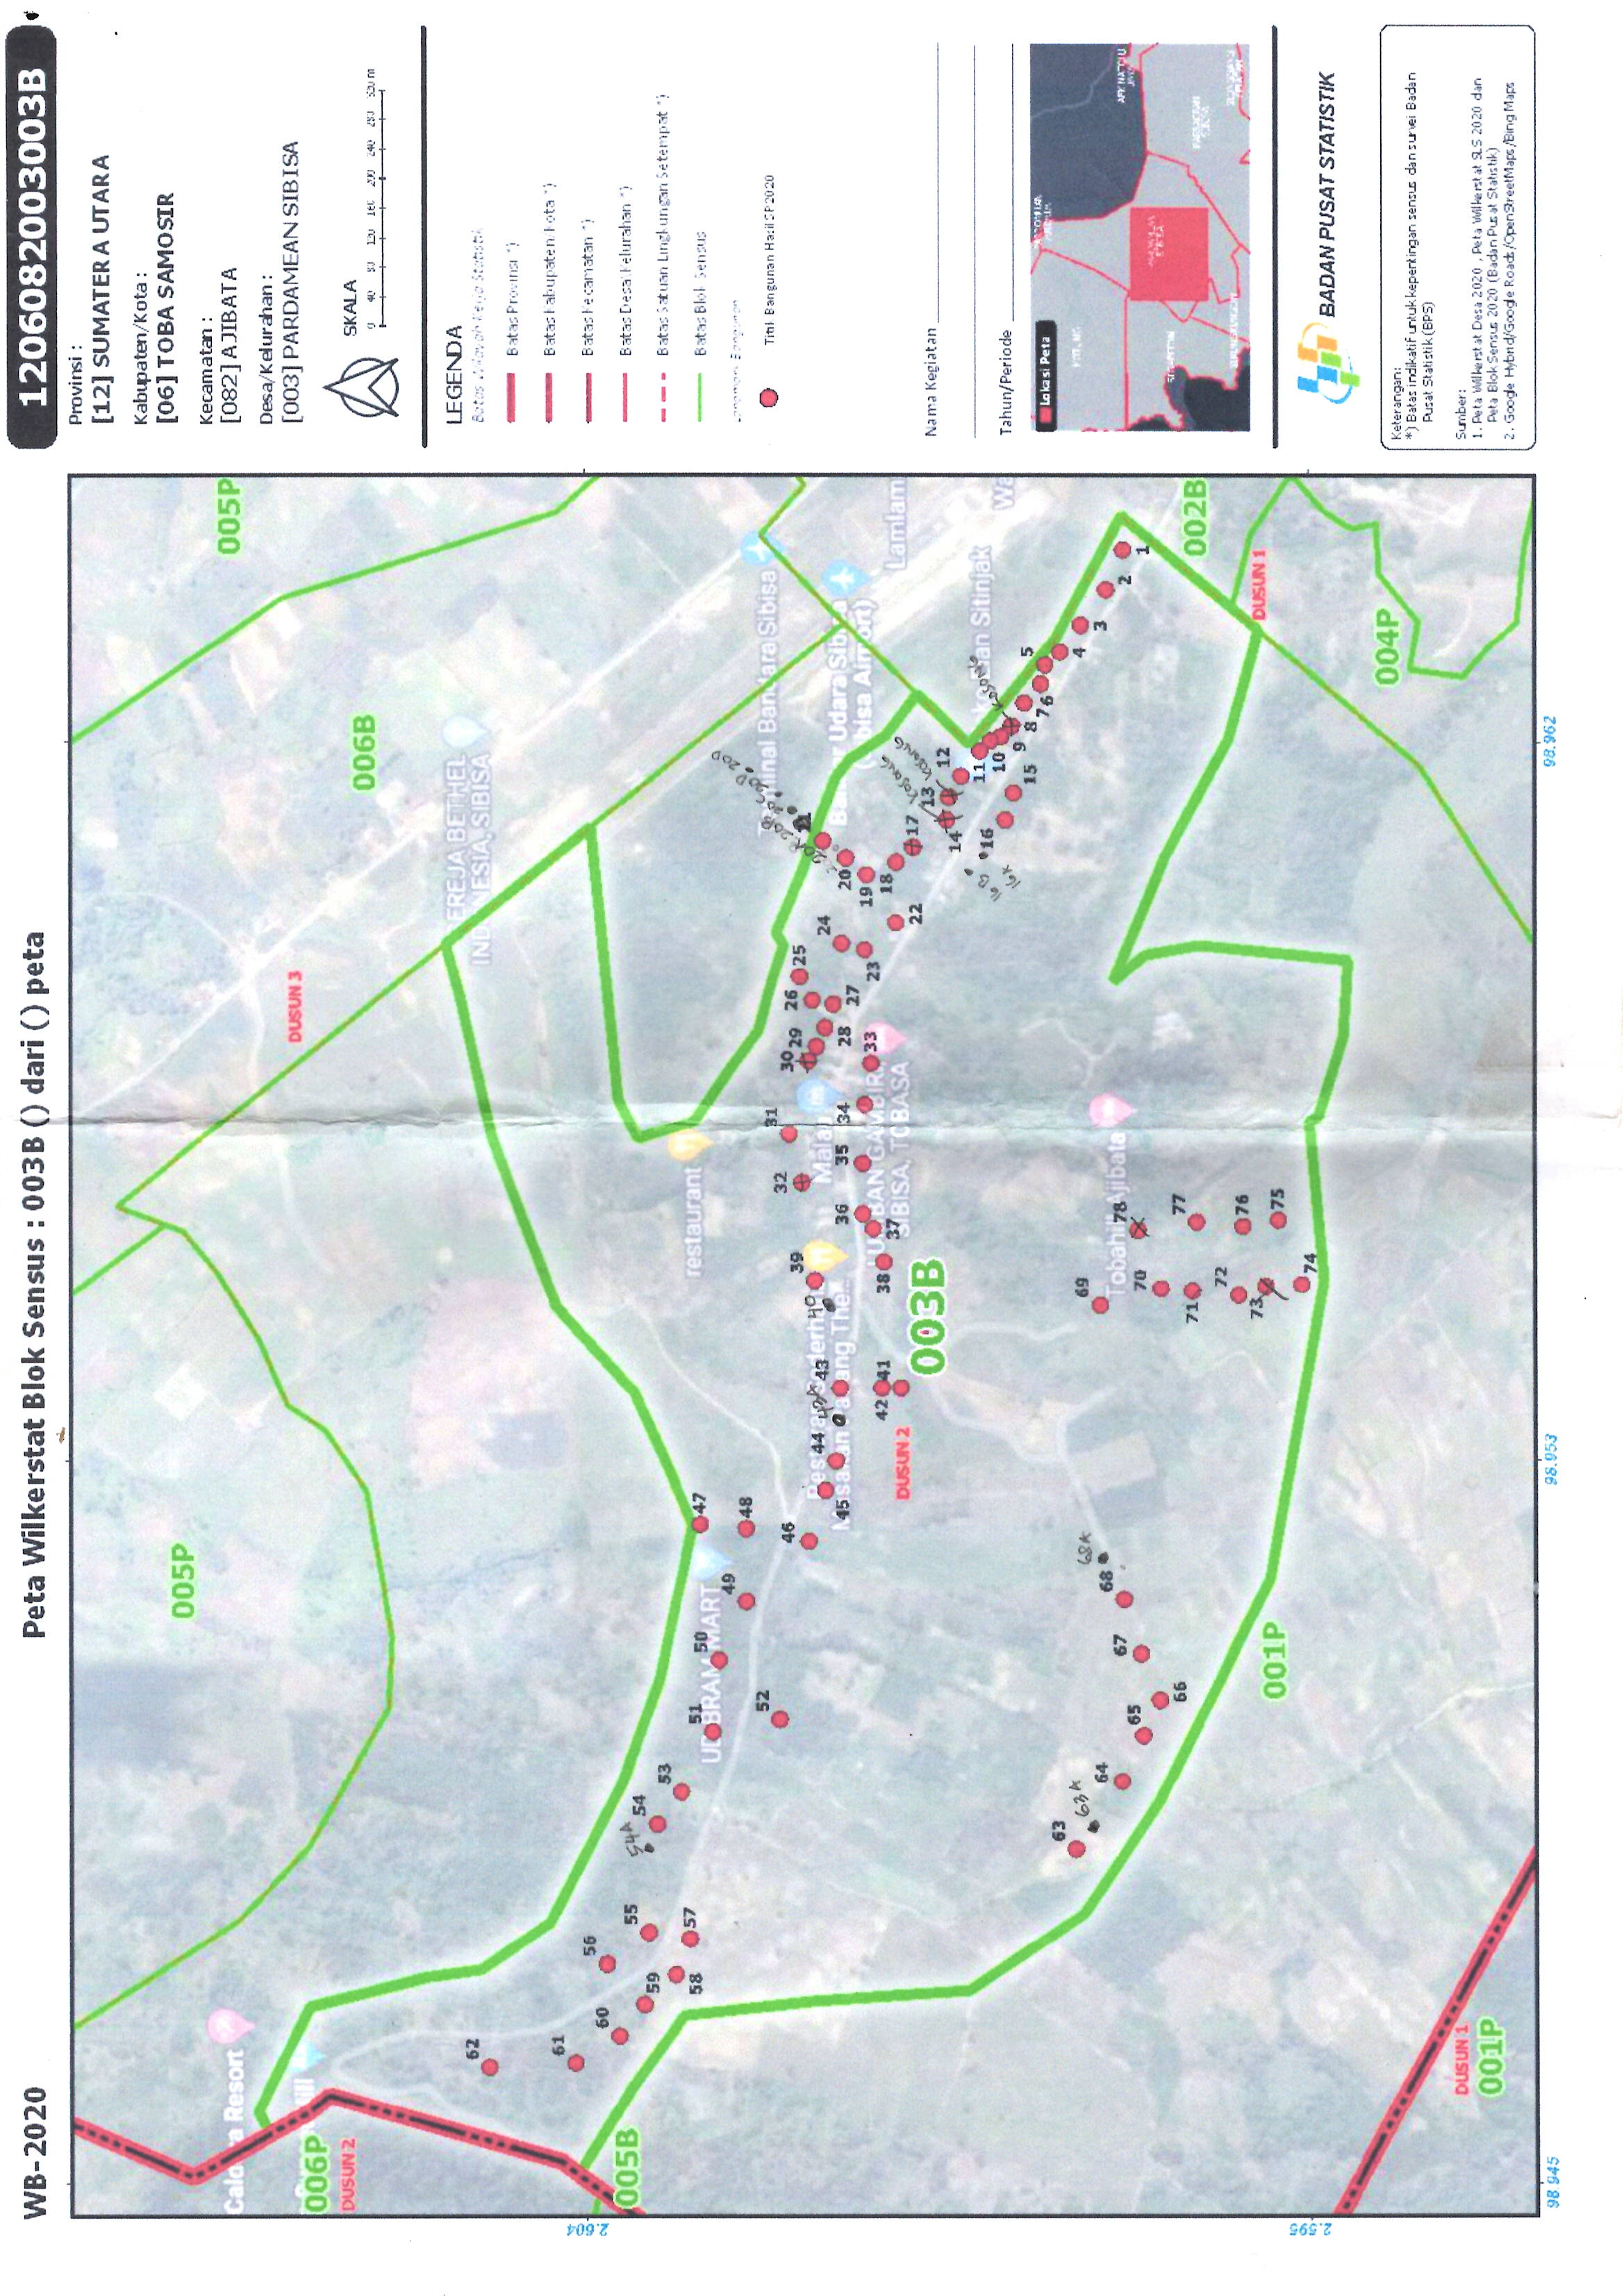 WB-2020
Peta Wilkerstat Blok Sensus : 003B () dari () peta
1206082003003B
Provinsi :
[12] SUMATERA UTARA
Kabupaten/Kota :
[06] TOBA SAMOSIR
Kecamatan :
[082] AJIBATA
Desa/Kelurahan :
[003] PARDAMEAN SIBISA
SKALA
0 40 80 120 160 200 240 280 320 m
LEGENDA
Batas Wilayah Kerja Statistik
Batas Provinsi *)
Batas Kabupaten/Kota *)
Batas Kecamatan *)
Batas Desa/Kelurahan *)
Batas Satuan Lingkungan Setempat *)
Batas Blok Sensus
Landmark Bangunan
Titik Bangunan Hasil SP2020
Nama Kegiatan
Tahun/Periode
Lokasi Peta
BADAN PUSAT STATISTIK
Keterangan:
*) Batas indikatif untuk kepentingan sensus dan survei Badan
Pusat Statistik (BPS)
Sumber:
1. Peta Wilkerstat Desa 2020 , Peta Wilkerstat SLS 2020 dan
Peta Blok Sensus 2020 (Badan Pusat Statistik)
2. Google Hybrid/Google Roads/OpenStreetMaps/Bing Maps
005P
005P
Caldera Resort
DUSUN 3
006P
DUSUN 2
006B
EREJA BETHEL
INDONESIA, SIBISA
62
61
60
56
55
54A
54
53
59
58
57
005B
2.604
51
50
UD BRAM MART
49
47
48
52
46
restaurant
45
44
43A
43
40
39
32
31
30
29
26
25
28
27
24
23
22
20B
20C
20D
20D
21
20
19
18
17
Terminal Bandara Sibisa
Bandar Udara Sibisa
(Sibisa Airport)
Lamlam
Malau
36
35
34
33
38
37
42
41
LUMBAN GAMBIRI,
SIBISA, TOBASA
DUSUN 2
003B
kosong
kosong
kosong
14
13
12
11
10
9
8
7
6
5
4
3
2
1
16B
16A
16
15
Sitinjak
63
63A
64
65
66
67
68
68A
69
Tobahill Ajibata
78
70
71
72
73
74
77
76
75
002B
DUSUN 1
001P
2.595
004P
DUSUN 1
001P
98.945
98.953
98.962